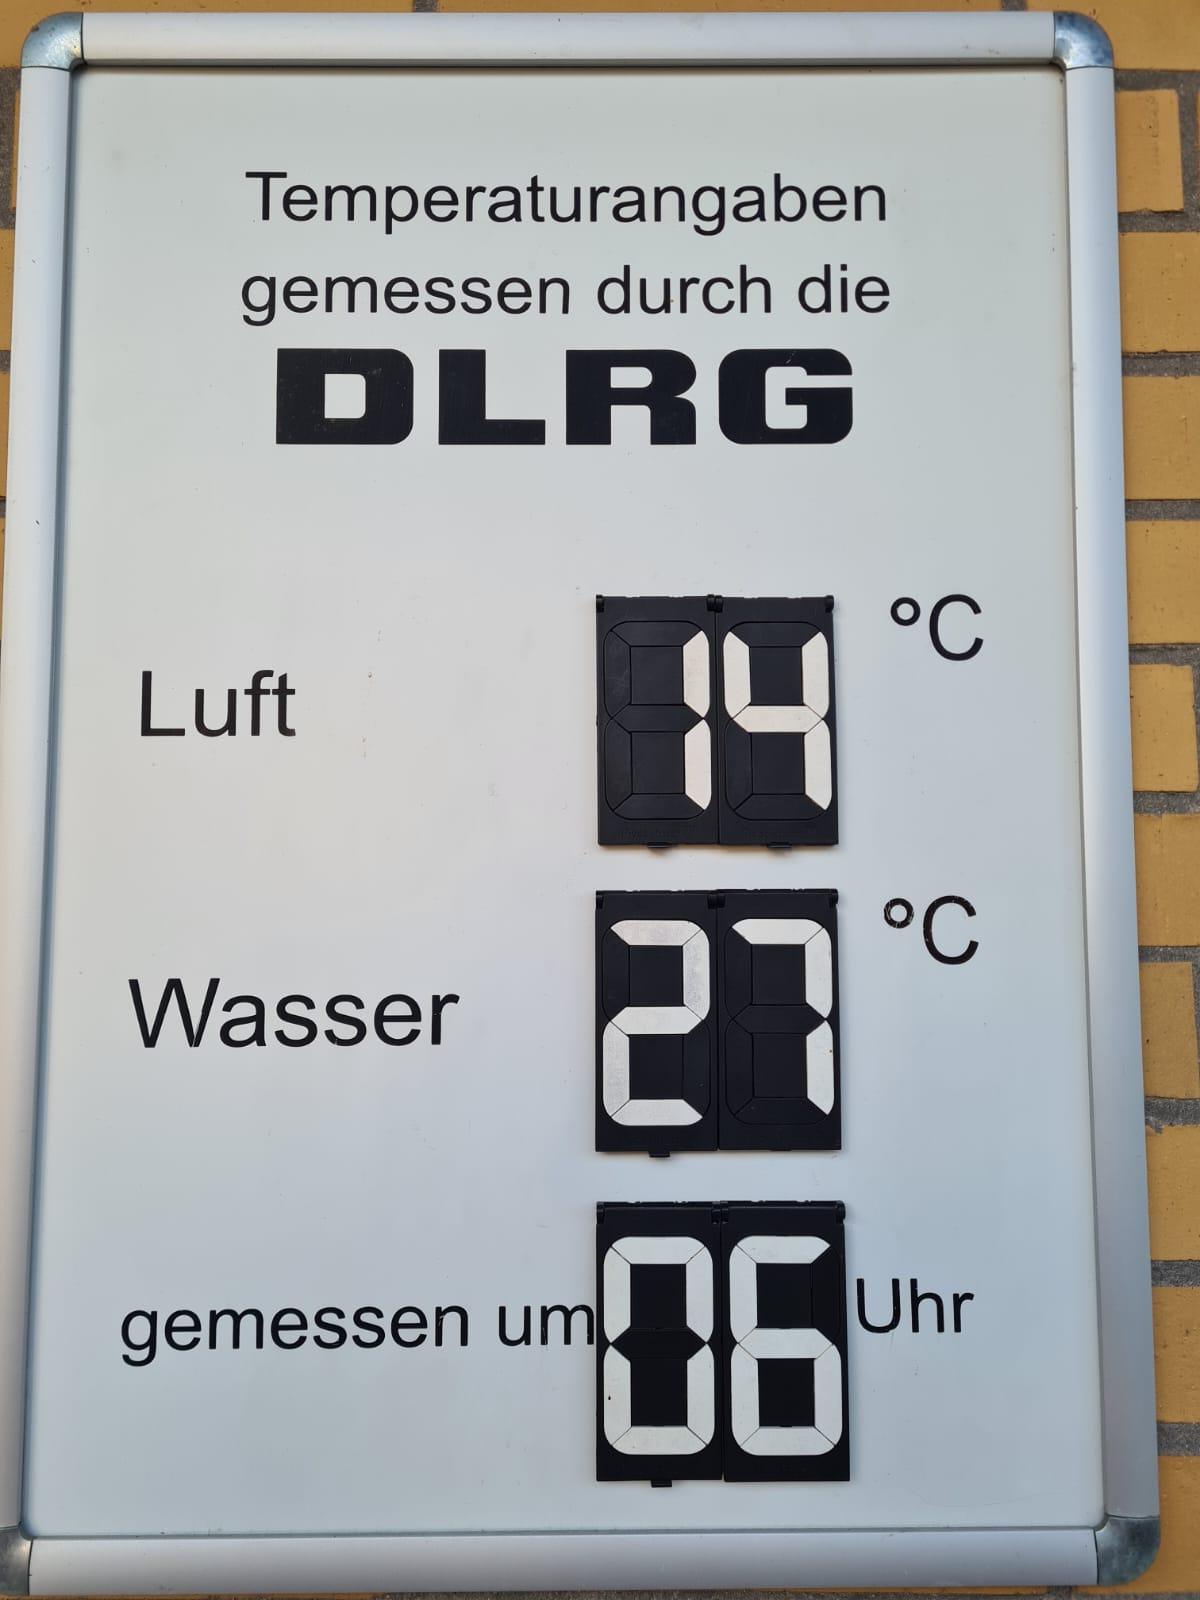 Temperaturangaben
gemessen durch die
DLRG
Luft 14 °C
Wasser 27 °C
gemessen um 06 Uhr